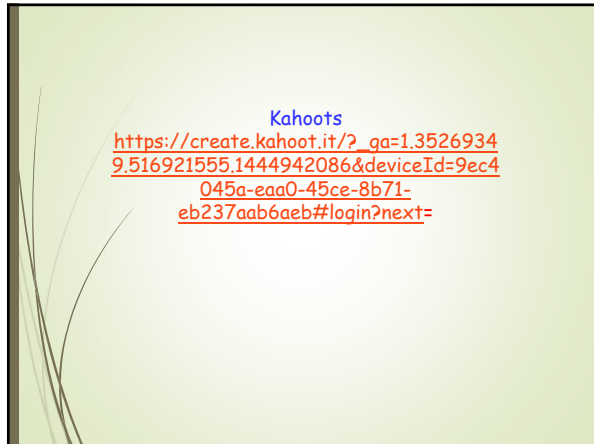 Kahoots
https://create.kahoot.it/?_ga=1.3526934
9.516921555.1444942086&deviceId=9ec4
045a-eaa0-45ce-8b71-
eb237aab6aeb#login?next=